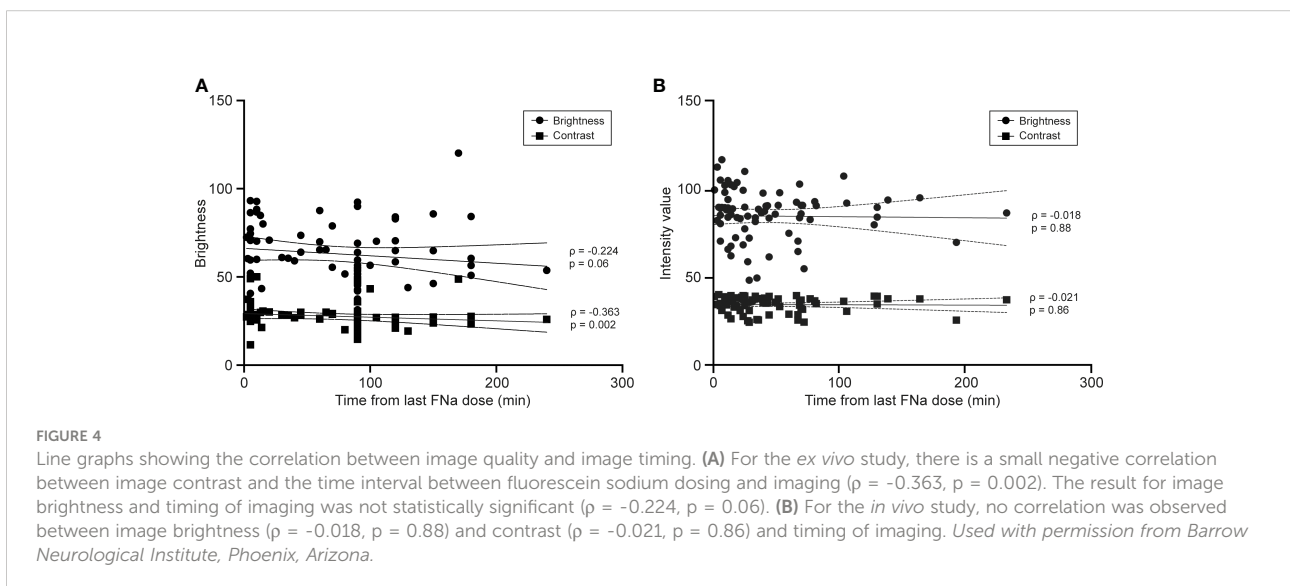 A
B
150
100
50
0
0
100
200
300
Brightness
Time from last FNa dose (min)
Brightness
Contrast
ρ = -0.224
p = 0.06
ρ = -0.363
p = 0.002
150
100
50
0
0
100
200
300
Intensity value
Time from last FNa dose (min)
Brightness
Contrast
ρ = -0.018
p = 0.88
ρ = -0.021
p = 0.86
FIGURE 4
Line graphs showing the correlation between image quality and image timing. (A) For the ex vivo study, there is a small negative correlation
between image contrast and the time interval between fluorescein sodium dosing and imaging (ρ = -0.363, p = 0.002). The result for image
brightness and timing of imaging was not statistically significant (ρ = -0.224, p = 0.06). (B) For the in vivo study, no correlation was observed
between image brightness (ρ = -0.018, p = 0.88) and contrast (ρ = -0.021, p = 0.86) and timing of imaging. Used with permission from Barrow
Neurological Institute, Phoenix, Arizona.